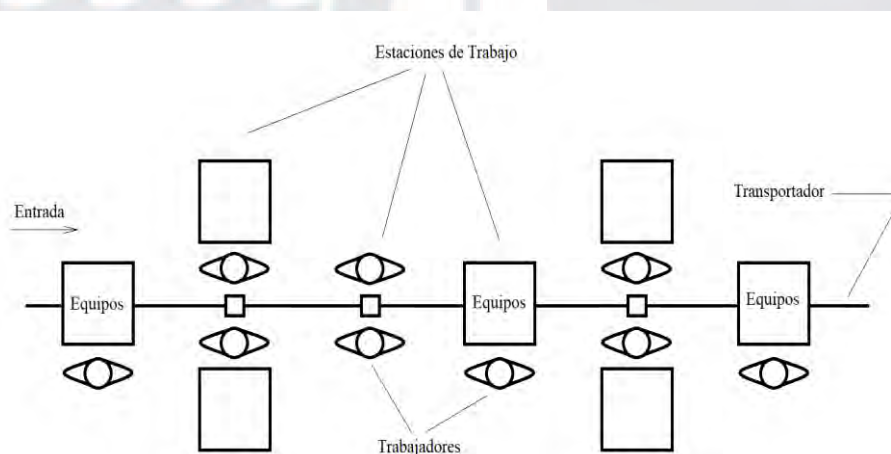 Estaciones de Trabajo
Transportador
Entrada
Equipos
Equipos
Equipos
Trabajadores